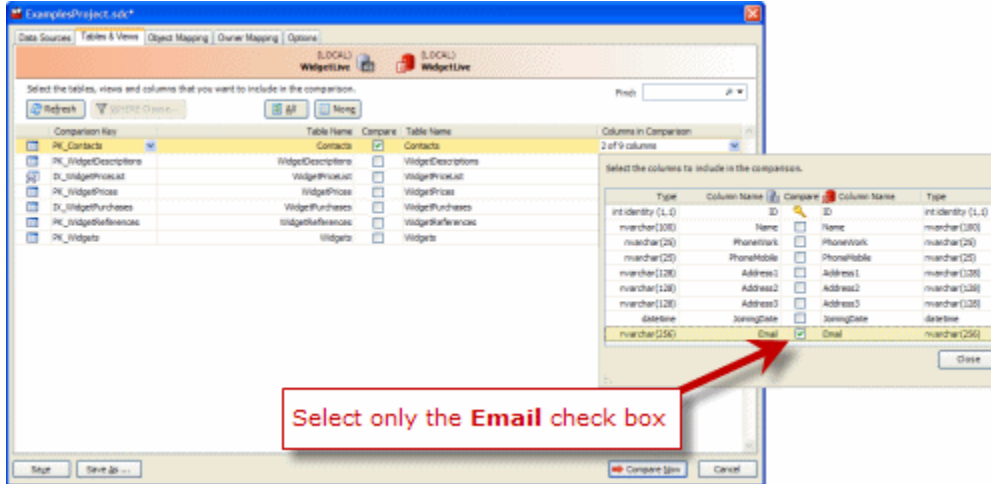 ExamplesProject.sdc*
Data Sources Tables & Views Object Mapping Owner Mapping Options
(LOCAL) (LOCAL)
WidgetLive WidgetLive
Select the tables, views and columns that you want to include in the comparison.
Find:
Refresh WHERE Clause... All None
Comparison Key Table Name Compare Table Name Columns in Comparison
PK_Contacts Contacts Contacts 2 of 9 columns
PK_WidgetDescriptions WidgetDescriptions WidgetDescriptions
IX_WidgetPriceList WidgetPriceList WidgetPriceList
PK_WidgetPrices WidgetPrices WidgetPrices
IX_WidgetPurchases WidgetPurchases WidgetPurchases
PK_WidgetReferences WidgetReferences WidgetReferences
PK_Widgets Widgets Widgets
Select the columns to include in the comparison.
Type Column Name Compare Column Name Type
int identity (1,1) ID ID int identity (1,1)
nvarchar(100) Name Name nvarchar(100)
nvarchar(25) PhoneWork PhoneWork nvarchar(25)
nvarchar(25) PhoneMobile PhoneMobile nvarchar(25)
nvarchar(128) Address1 Address1 nvarchar(128)
nvarchar(128) Address2 Address2 nvarchar(128)
nvarchar(128) Address3 Address3 nvarchar(128)
datetime JoiningDate JoiningDate datetime
nvarchar(256) Email Email nvarchar(256)
Close
Select only the Email check box
Save Save As ... Compare Now Cancel